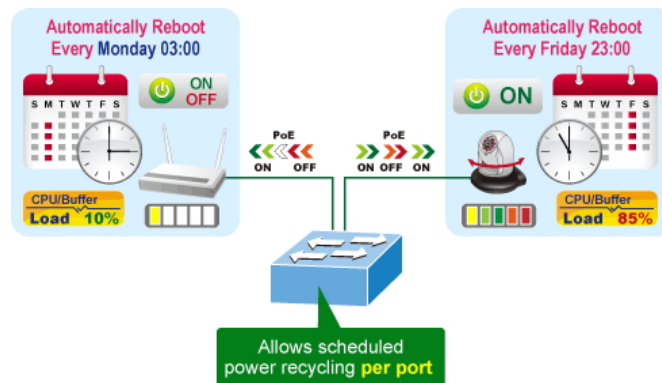 Automatically Reboot
Every Monday 03:00
S M T W T F S
ON
OFF
CPU/Buffer
Load 10%
PoE
ON OFF
PoE
ON OFF ON
Automatically Reboot
Every Friday 23:00
ON
S M T W T F S
CPU/Buffer
Load 85%
Allows scheduled
power recycling per port